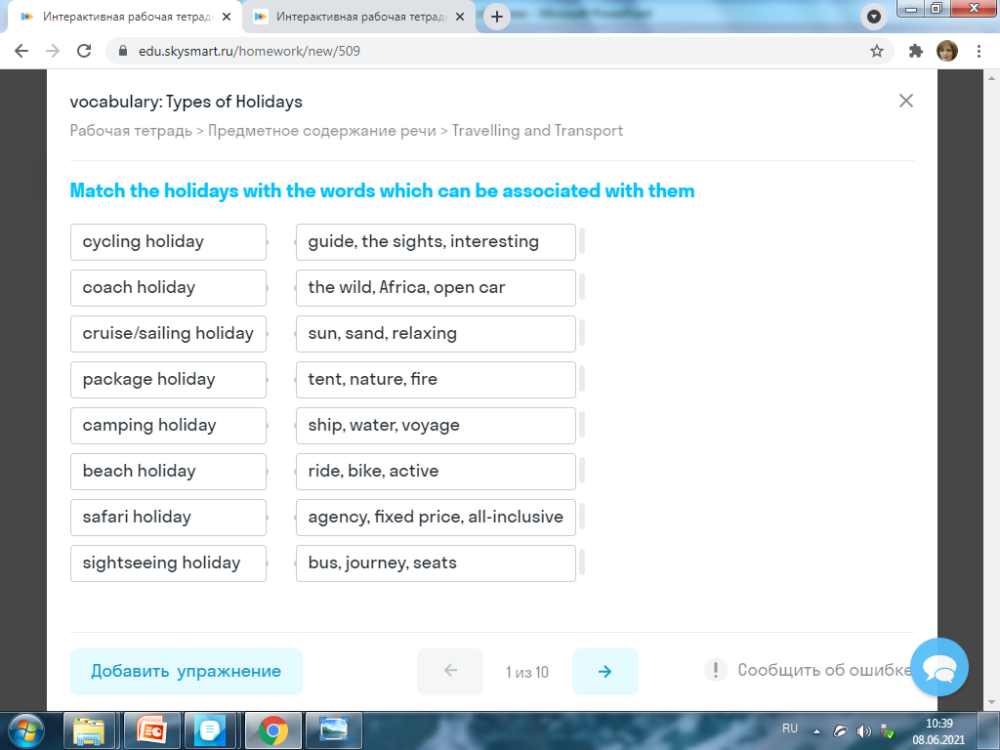 Интерактивная рабочая тетрадь
Интерактивная рабочая тетрадь
Microsoft PowerPoint
edu.skysmart.ru/homework/new/509
vocabulary: Types of Holidays
Рабочая тетрадь > Предметное содержание речи > Travelling and Transport
Match the holidays with the words which can be associated with them
cycling holiday guide, the sights, interesting
coach holiday the wild, Africa, open car
cruise/sailing holiday sun, sand, relaxing
package holiday tent, nature, fire
camping holiday ship, water, voyage
beach holiday ride, bike, active
safari holiday agency, fixed price, all-inclusive
sightseeing holiday bus, journey, seats
Добавить упражнение 1 из 10 Сообщить об ошибке
RU 10:39
08.06.2021